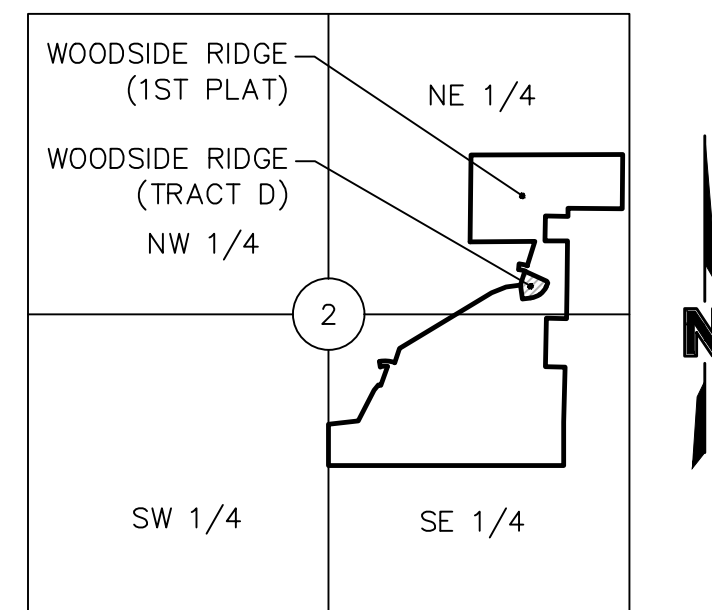 WOODSIDE RIDGE
(1ST PLAT)
NE 1/4
WOODSIDE RIDGE
(TRACT D)
NW 1/4
2
N
SW 1/4
SE 1/4